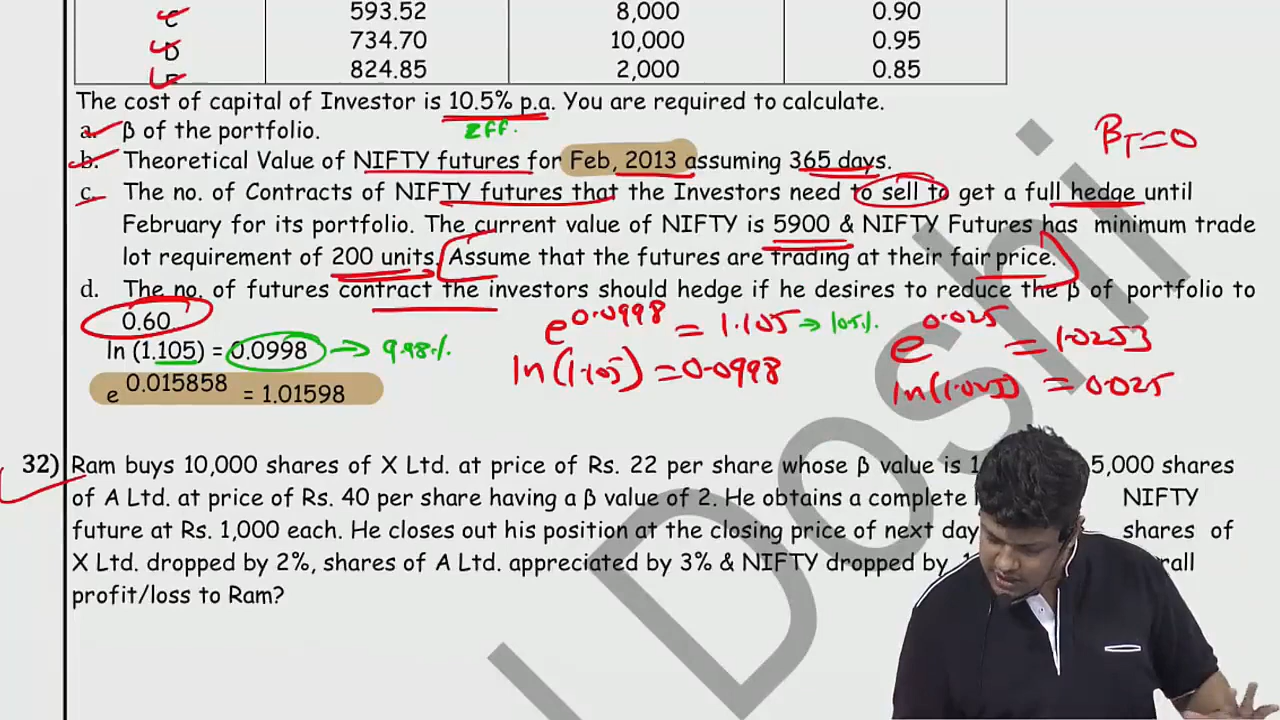 C 593.52 8,000 0.90
D 734.70 10,000 0.95
E 824.85 2,000 0.85
The cost of capital of Investor is 10.5% p.a. You are required to calculate.
zff.
a. β of the portfolio.
βT=0
b. Theoretical Value of NIFTY futures for Feb, 2013 assuming 365 days.
c. The no. of Contracts of NIFTY futures that the Investors need to sell to get a full hedge until
February for its portfolio. The current value of NIFTY is 5900 & NIFTY Futures has minimum trade
lot requirement of 200 units. Assume that the futures are trading at their fair price.
d. The no. of futures contract the investors should hedge if he desires to reduce the β of portfolio to
0.60
e^0.0998 = 1.105 → 10.5%.
e^0.025 = 1.0253
ln (1.105) = 0.0998 → 9.98%.
ln(1.105) = 0.0998
ln(1.025) = 0.025
e^0.015858 = 1.01598
32) Ram buys 10,000 shares of X Ltd. at price of Rs. 22 per share whose β value is 5,000 shares
of A Ltd. at price of Rs. 40 per share having a β value of 2. He obtains a complete NIFTY
future at Rs. 1,000 each. He closes out his position at the closing price of next day shares of
X Ltd. dropped by 2%, shares of A Ltd. appreciated by 3% & NIFTY dropped by
profit/loss to Ram?
Doshi